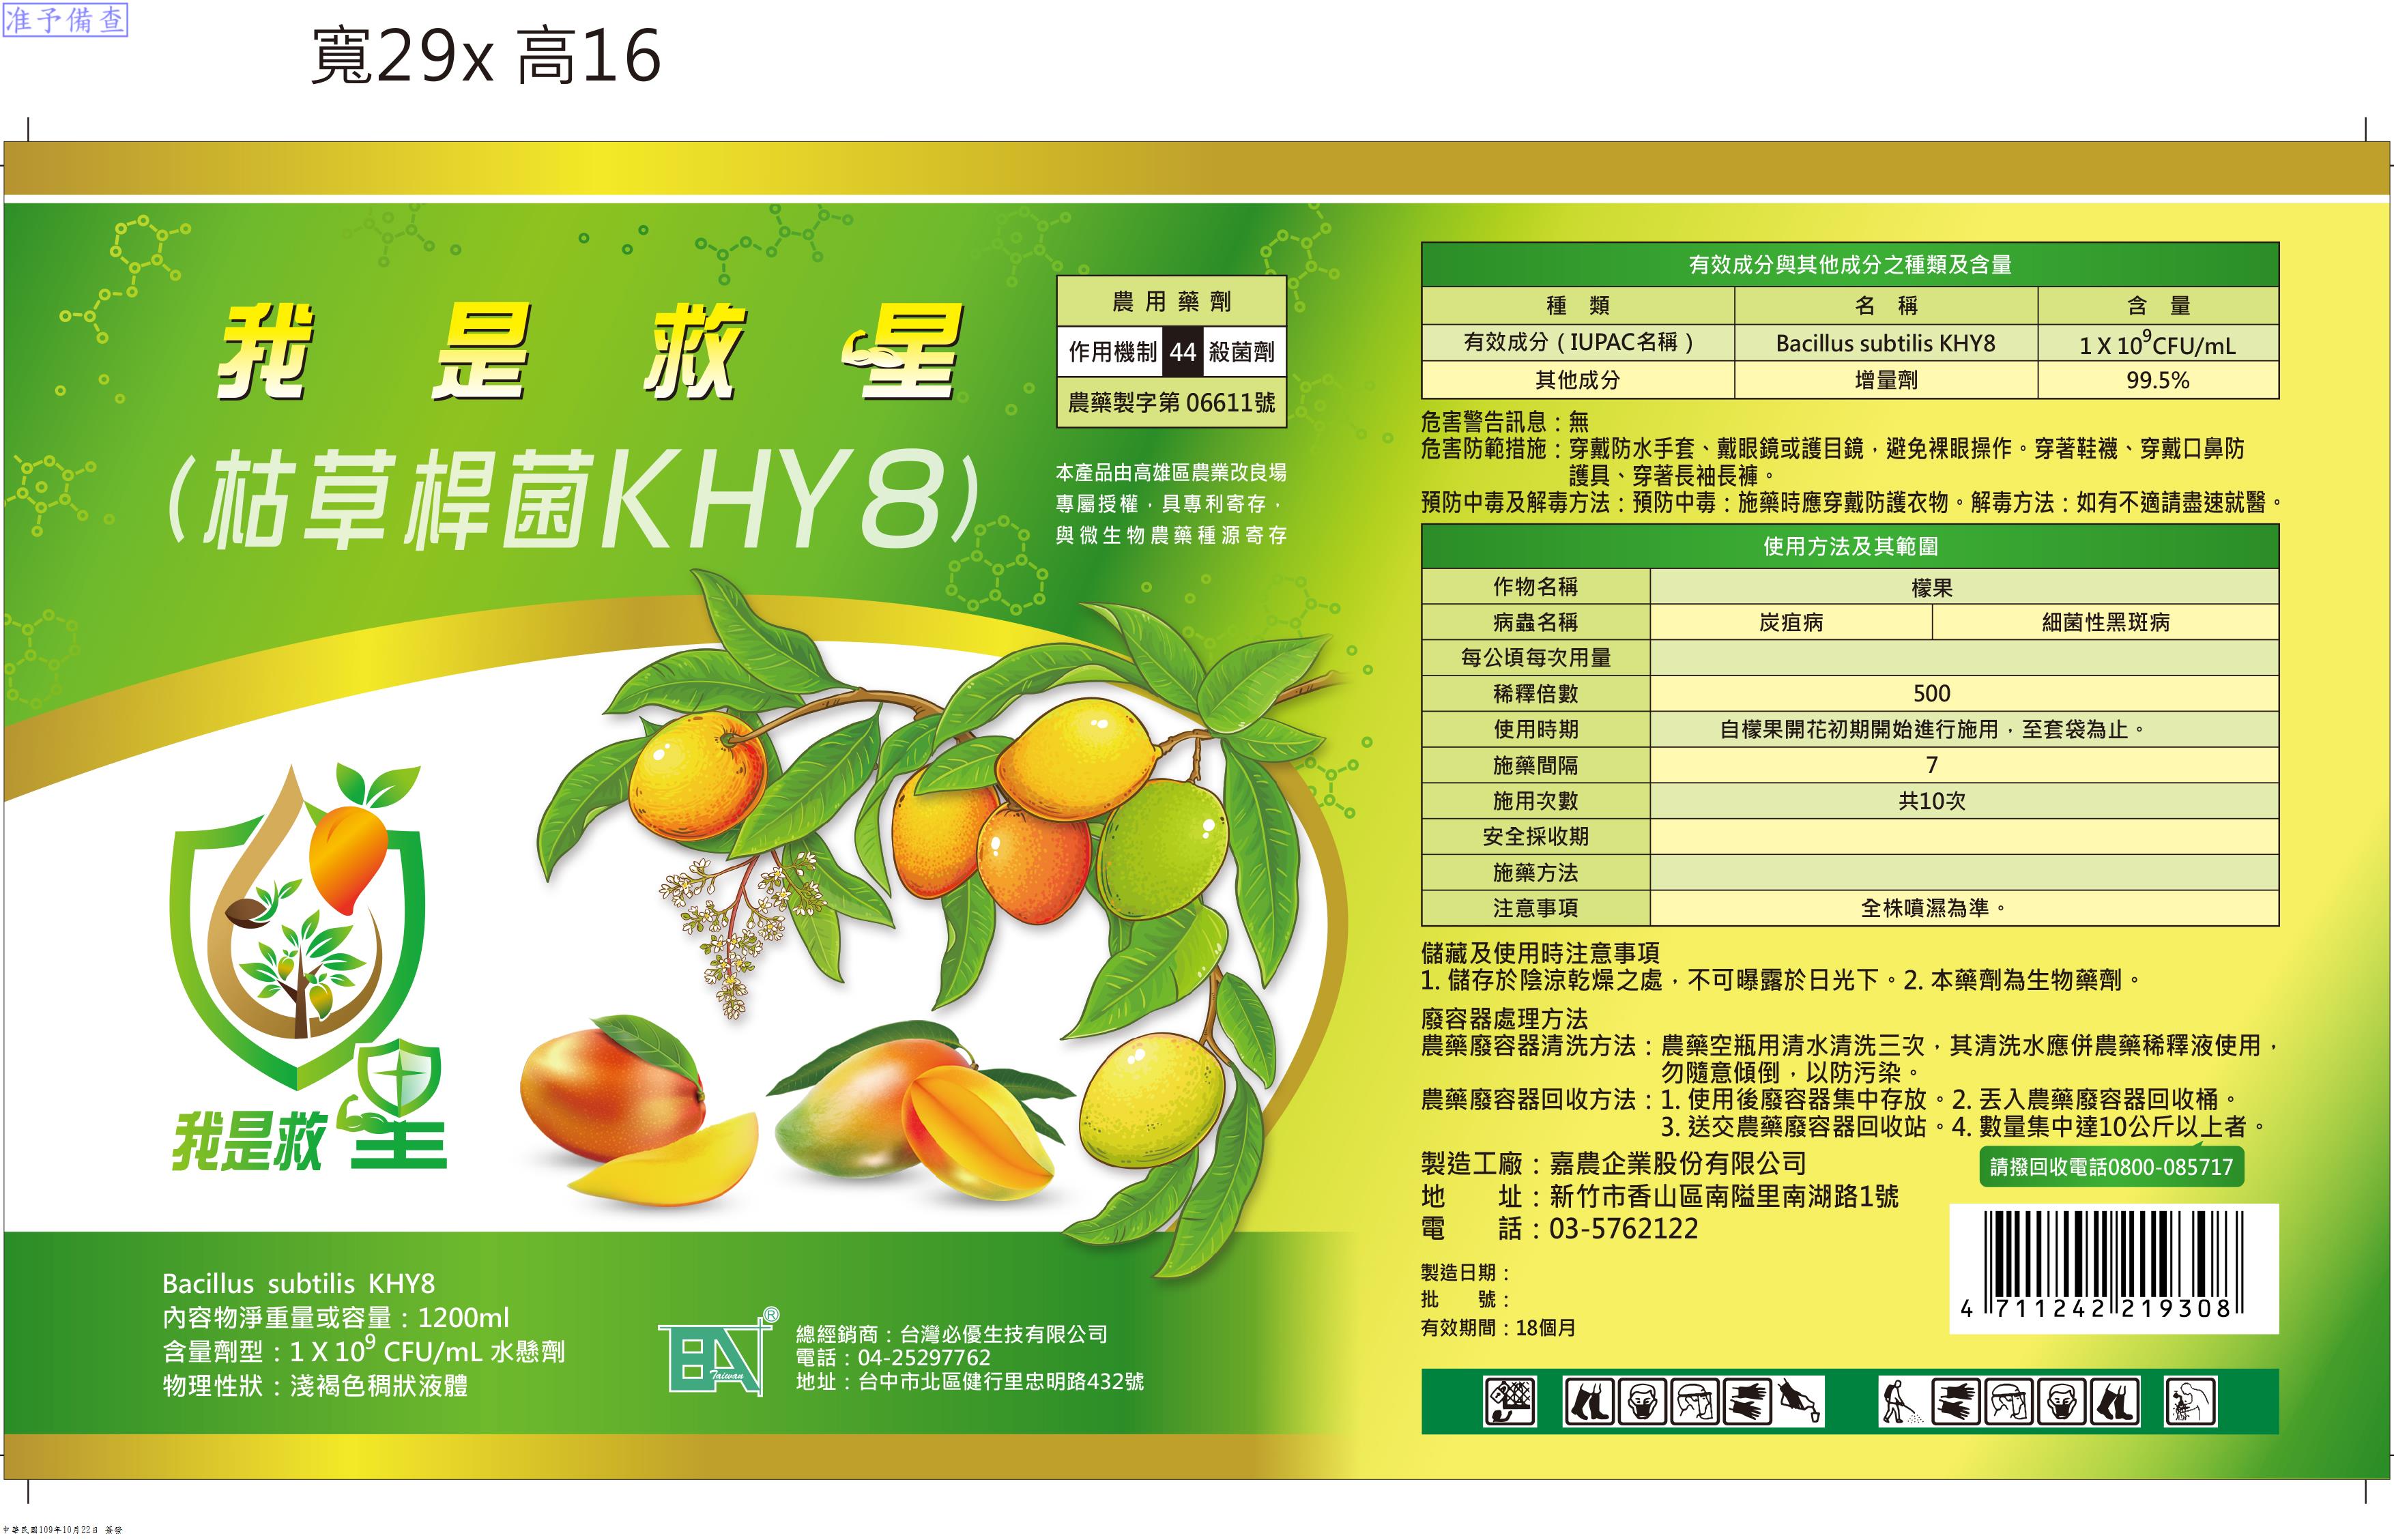 准予備查
寬29x 高16
我是救星
(枯草桿菌KHY8)
農用藥劑
作用機制 44 殺菌劑
農藥製字第 06611號
本產品由高雄區農業改良場
專屬授權，具專利寄存，
與微生物農藥種源寄存
我是救星
Bacillus subtilis KHY8
內容物淨重量或容量：1200ml
含量劑型：1 X 10⁹ CFU/mL 水懸劑
物理性狀：淺褐色稠狀液體
Taiwan
®
總經銷商：台灣必優生技有限公司
電話：04-25297762
地址：台中市北區健行里忠明路432號
有效成分與其他成分之種類及含量
種 類 名 稱 含 量
有效成分（IUPAC名稱） Bacillus subtilis KHY8 1 X 10⁹CFU/mL
其他成分 增量劑 99.5%
危害警告訊息：無
危害防範措施：穿戴防水手套、戴眼鏡或護目鏡，避免裸眼操作。穿著鞋襪、穿戴口鼻防
護具、穿著長袖長褲。
預防中毒及解毒方法：預防中毒：施藥時應穿戴防護衣物。解毒方法：如有不適請盡速就醫。
使用方法及其範圍
作物名稱 檬果
病蟲名稱 炭疽病 細菌性黑斑病
每公頃每次用量
稀釋倍數 500
使用時期 自檬果開花初期開始進行施用，至套袋為止。
施藥間隔 7
施用次數 共10次
安全採收期
施藥方法
注意事項 全株噴濕為準。
儲藏及使用時注意事項
1. 儲存於陰涼乾燥之處，不可曝露於日光下。2. 本藥劑為生物藥劑。
廢容器處理方法
農藥廢容器清洗方法：農藥空瓶用清水清洗三次，其清洗水應併農藥稀釋液使用，
勿隨意傾倒，以防污染。
農藥廢容器回收方法：1. 使用後廢容器集中存放。2. 丟入農藥廢容器回收桶。
3. 送交農藥廢容器回收站。4. 數量集中達10公斤以上者。
請撥回收電話0800-085717
製造工廠：嘉農企業股份有限公司
地 址：新竹市香山區南隘里南湖路1號
電 話：03-5762122
製造日期：
批 號：
有效期間：18個月
4 711242 219308
中華民國109年10月22日 簽發